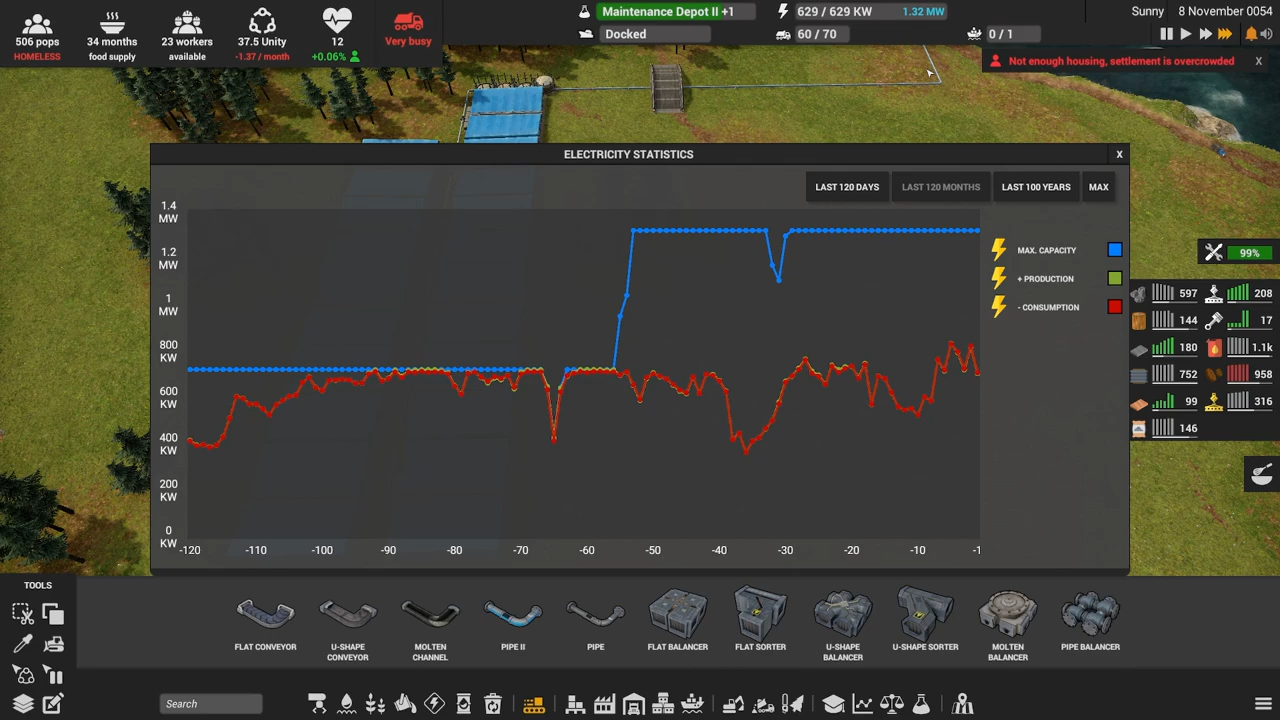 506 pops
HOMELESS
34 months
food supply
23 workers
available
37.5 Unity
-1.37 / month
12
+0.06%
Very busy
Maintenance Depot II +1
629 / 629 KW 1.32 MW
Docked
60 / 70
0 / 1
Sunny 8 November 0054
Not enough housing, settlement is overcrowded X
ELECTRICITY STATISTICS X
LAST 120 DAYS LAST 120 MONTHS LAST 100 YEARS MAX
1.4 MW
1.2 MW
1 MW
800 KW
600 KW
400 KW
200 KW
0 KW
-120 -110 -100 -90 -80 -70 -60 -50 -40 -30 -20 -10 -1
MAX. CAPACITY
+ PRODUCTION
- CONSUMPTION
99%
597 208
144 17
180 1.1k
752 958
99 316
146
TOOLS
FLAT CONVEYOR
U-SHAPE CONVEYOR
MOLTEN CHANNEL
PIPE II
PIPE
FLAT BALANCER
FLAT SORTER
U-SHAPE BALANCER
U-SHAPE SORTER
MOLTEN BALANCER
PIPE BALANCER
Search